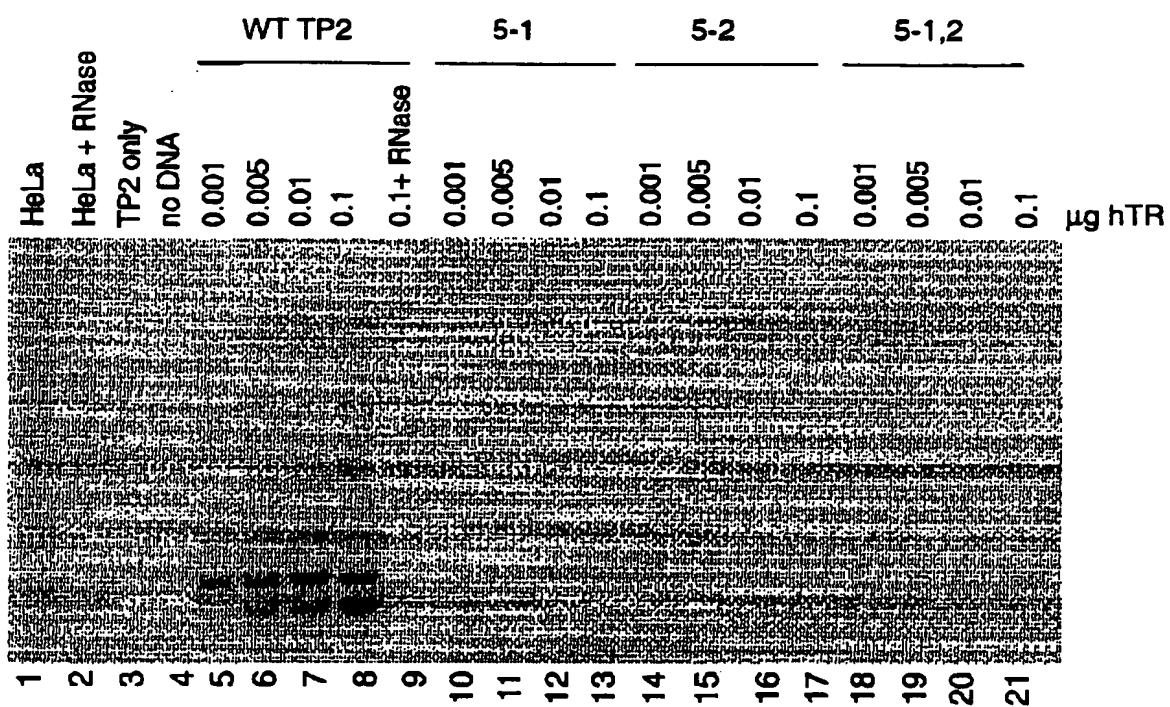 WT TP2 5-1 5-2 5-1,2
HeLa
HeLa + RNase
TP2 only
no DNA
0.001
0.005
0.01
0.1
0.1+ RNase
0.001
0.005
0.01
0.1
0.001
0.005
0.01
0.1
0.001
0.005
0.01
0.1
µg hTR
1 2 3 4 5 6 7 8 9 10 11 12 13 14 15 16 17 18 19 20 21